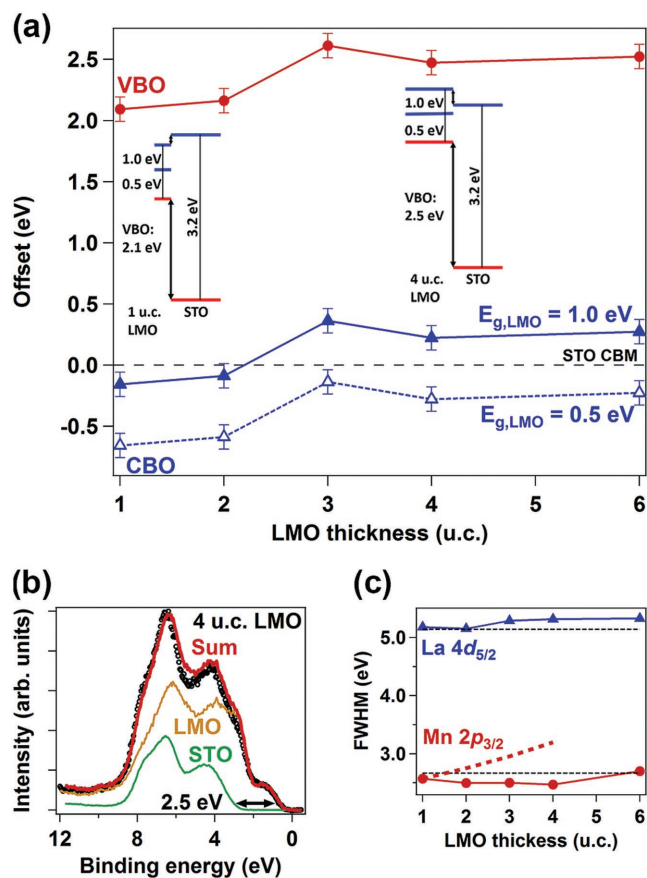 (a)
VBO
2.5
2.0
1.5
1.0
0.5
0.0
-0.5
Offset (eV)
1.0 eV
0.5 eV
VBO:
2.1 eV
3.2 eV
1 u.c.
LMO
STO
1.0 eV
0.5 eV
VBO:
2.5 eV
3.2 eV
4 u.c.
LMO
STO
E_g,LMO = 1.0 eV
STO CBM
E_g,LMO = 0.5 eV
CBO
1 2 3 4 5 6
LMO thickness (u.c.)
(b)
4 u.c. LMO
Sum
LMO
STO
2.5 eV
Intensity (arb. units)
12 8 4 0
Binding energy (eV)
(c)
5.0
4.0
3.0
FWHM (eV)
La 4d5/2
Mn 2p3/2
1 2 3 4 5 6
LMO thickess (u.c.)